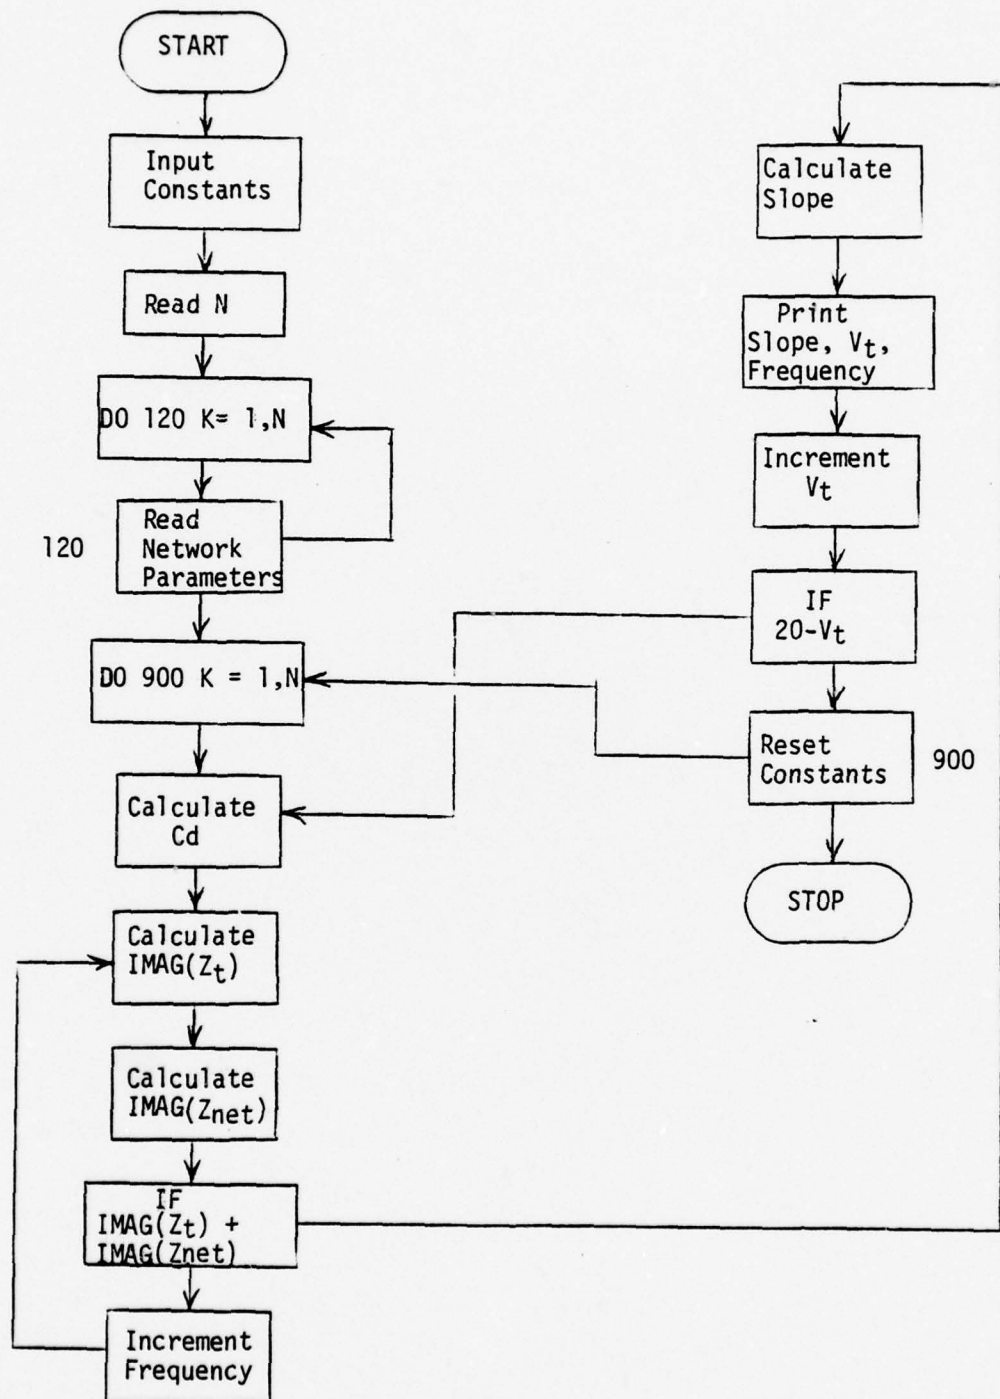 START
Input
Constants
Read N
DO 120 K= 1,N
120
Read
Network
Parameters
DO 900 K = 1,N
Calculate
Cd
Calculate
IMAG(Zt)
Calculate
IMAG(Znet)
IF
IMAG(Zt) +
IMAG(Znet)
Increment
Frequency
Calculate
Slope
Print
Slope, Vt,
Frequency
Increment
Vt
IF
20-Vt
Reset
Constants
900
STOP